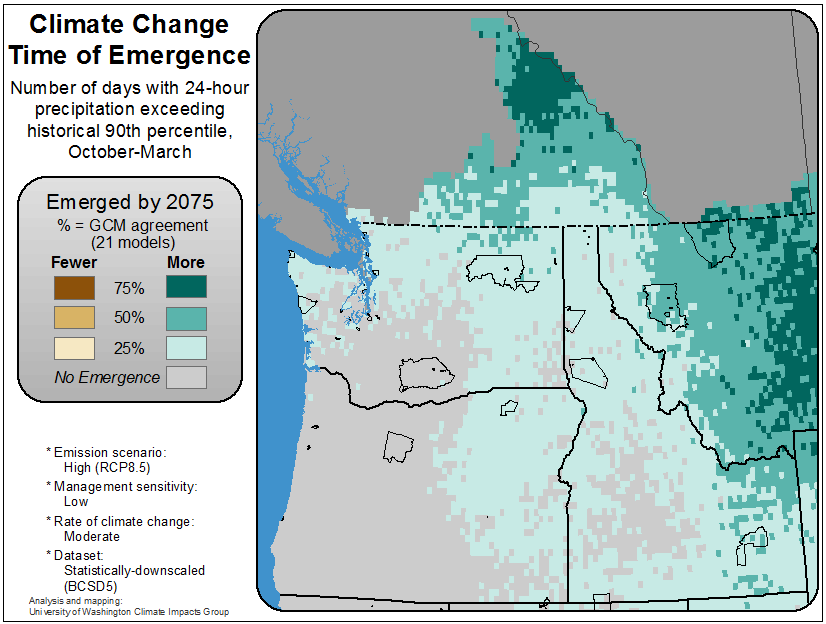 Climate Change
Time of Emergence
Number of days with 24-hour
precipitation exceeding
historical 90th percentile,
October-March
Emerged by 2075
% = GCM agreement
(21 models)
Fewer More
75%
50%
25%
No Emergence
* Emission scenario:
High (RCP8.5)
* Management sensitivity:
Low
* Rate of climate change:
Moderate
* Dataset:
Statistically-downscaled
(BCSD5)
Analysis and mapping:
University of Washington Climate Impacts Group